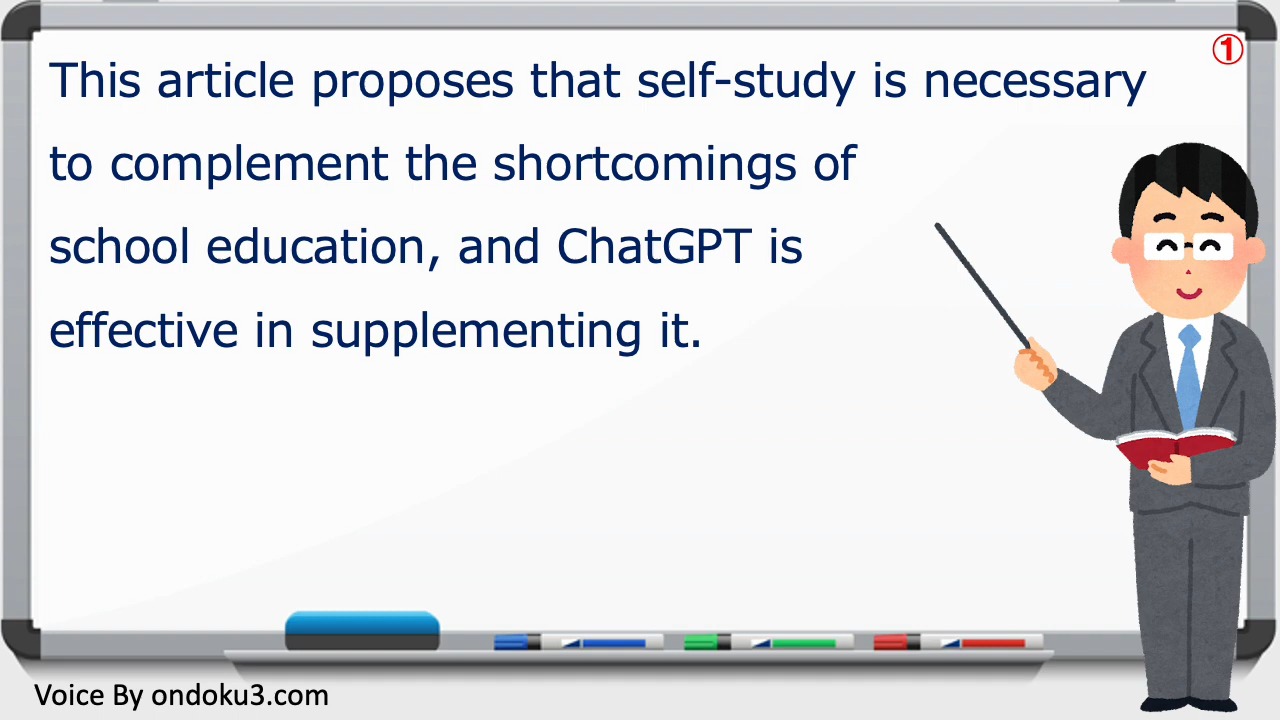 ①
This article proposes that self-study is necessary
to complement the shortcomings of
school education, and ChatGPT is
effective in supplementing it.
Voice By ondoku3.com